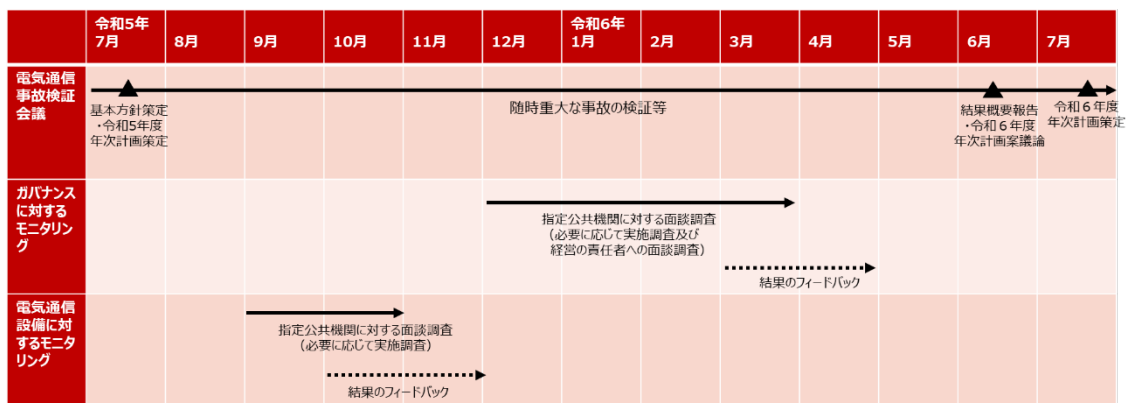 令和5年
7月
8月
9月
10月
11月
12月
令和6年
1月
2月
3月
4月
5月
6月
7月
電気通信
事故検証
会議
基本方針策定
・令和5年度
年次計画策定
随時重大な事故の検証等
結果概要報告
・令和６年度
年次計画案議論
令和６年度
年次計画策定
ガバナンス
に対する
モニタリン
グ
指定公共機関に対する面談調査
（必要に応じて実施調査及び
経営の責任者への面談調査）
結果のフィードバック
電気通信
設備に対
するモニタ
リング
指定公共機関に対する面談調査
（必要に応じて実施調査）
結果のフィードバック